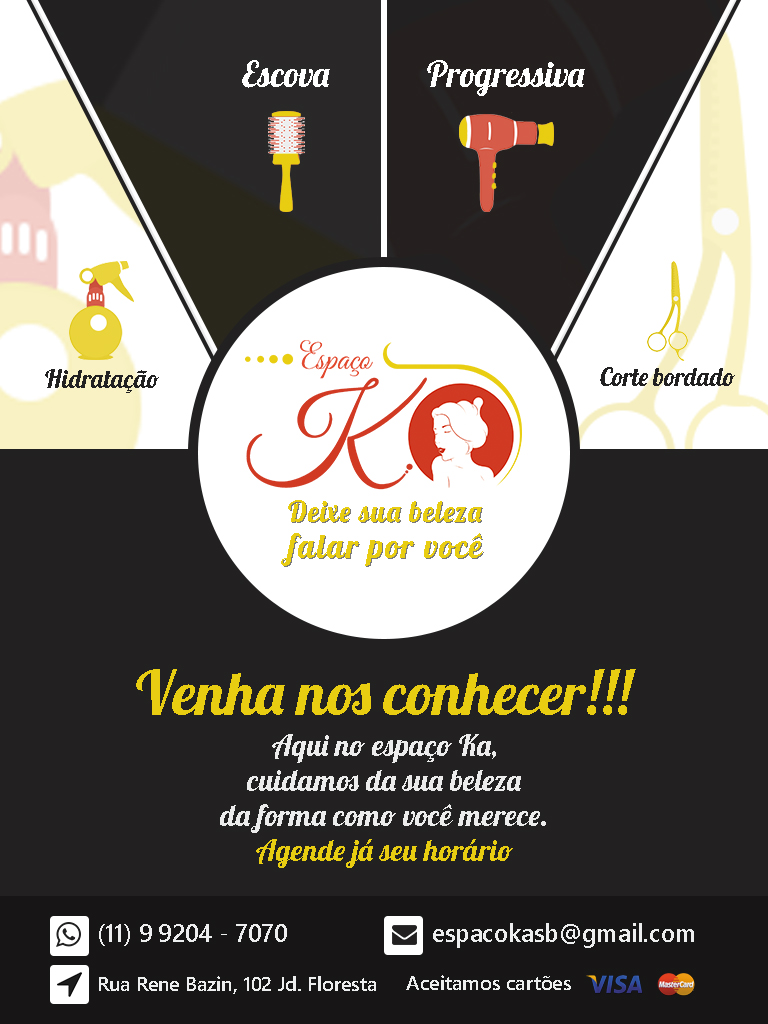 Escova
Progressiva
Hidratação
Corte bordado
Espaço
Ka
Deixe sua beleza
falar por você
Venha nos conhecer!!!
Aqui no espaço Ka,
cuidamos da sua beleza
da forma como você merece.
Agende já seu horário
(11) 9 9204 - 7070
espacokasb@gmail.com
Rua Rene Bazin, 102 Jd. Floresta
Aceitamos cartões
VISA
MasterCard